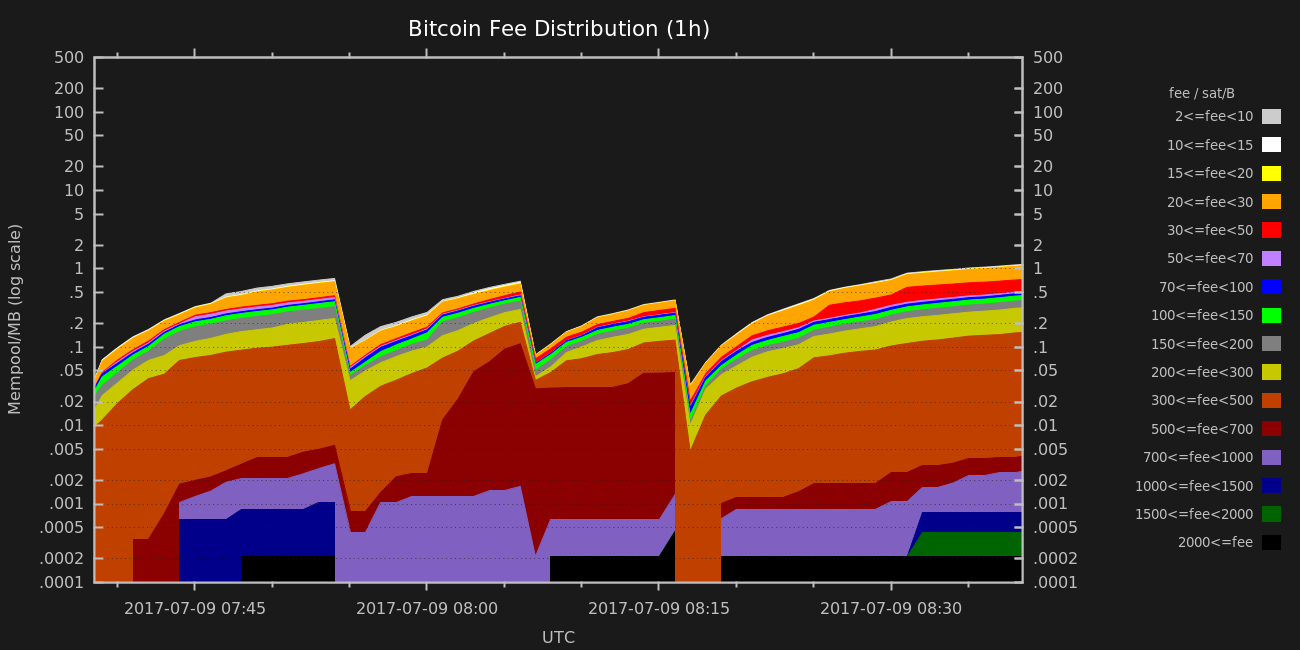 Bitcoin Fee Distribution (1h)
500 500
200 200
100 100
50 50
20 20
10 10
5 5
2 2
1 1
.5 .5
.2 .2
.1 .1
.05 .05
.02 .02
.01 .01
.005 .005
.002 .002
.001 .001
.0005 .0005
.0002 .0002
.0001 .0001
Mempool/MB (log scale)
2017-07-09 07:45 2017-07-09 08:00 2017-07-09 08:15 2017-07-09 08:30
UTC
fee / sat/B
2<=fee<10
10<=fee<15
15<=fee<20
20<=fee<30
30<=fee<50
50<=fee<70
70<=fee<100
100<=fee<150
150<=fee<200
200<=fee<300
300<=fee<500
500<=fee<700
700<=fee<1000
1000<=fee<1500
1500<=fee<2000
2000<=fee